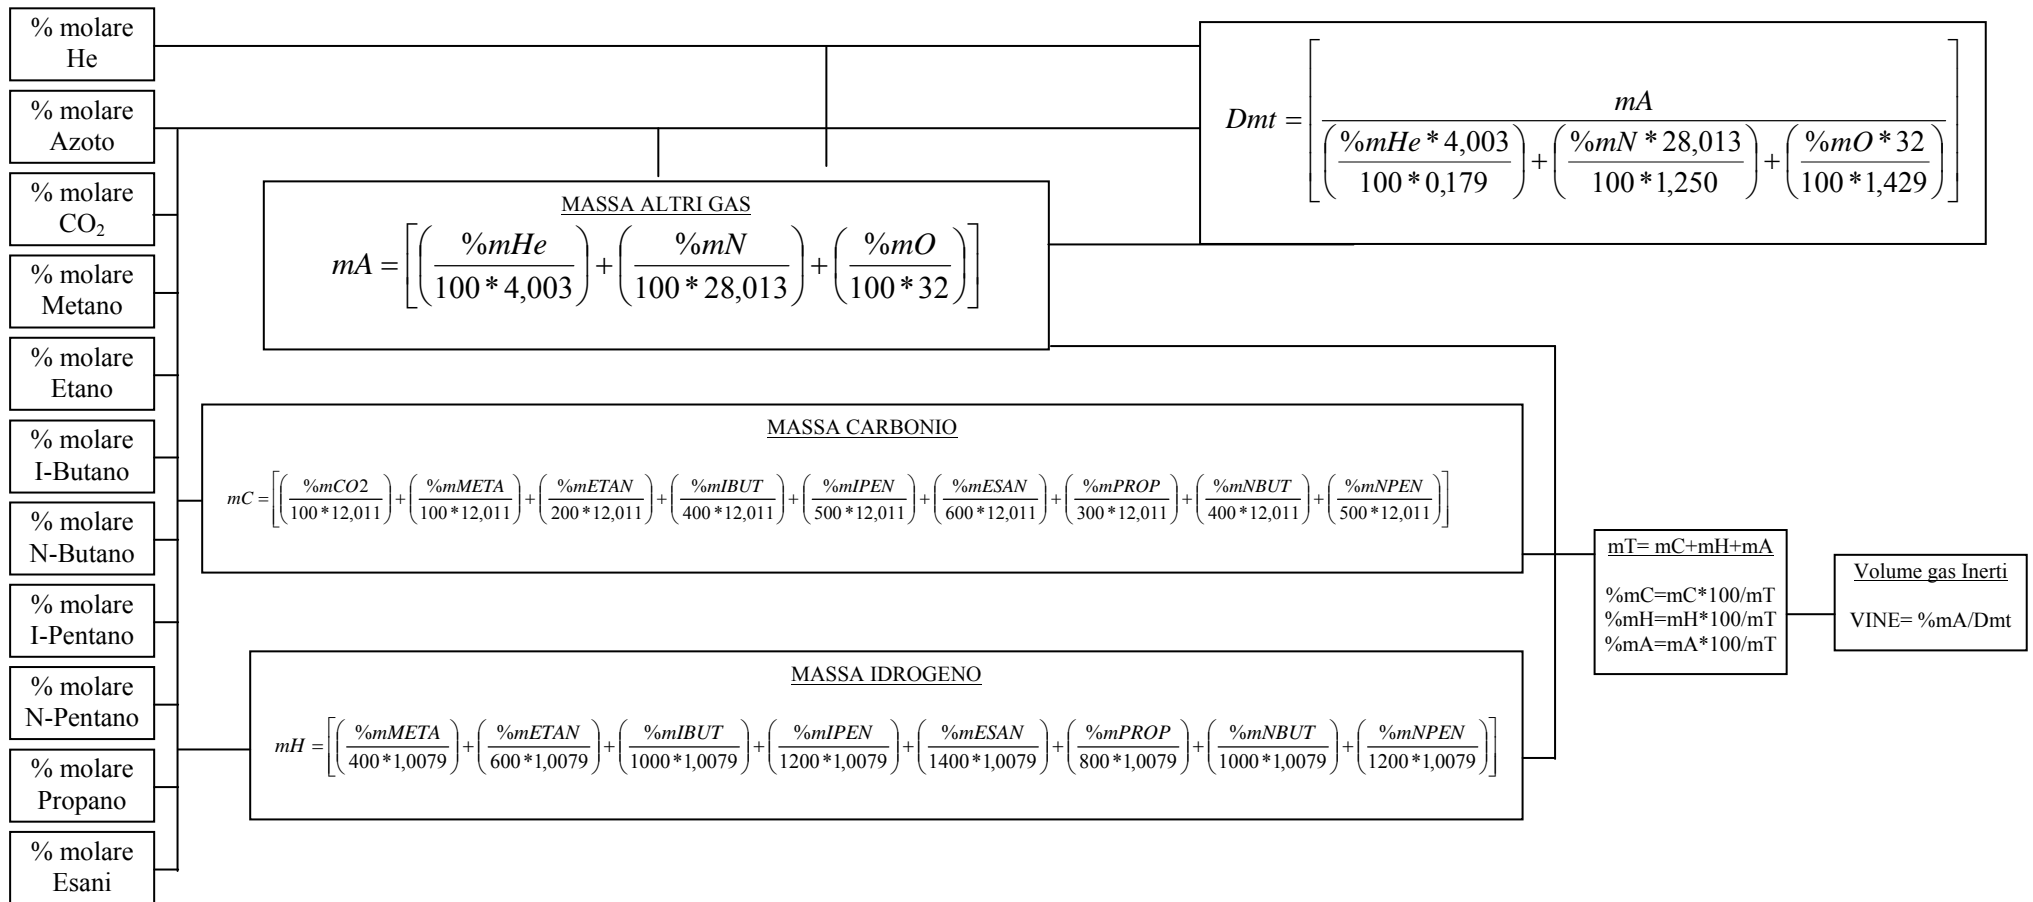 % molare
He
% molare
Azoto
% molare
CO₂
% molare
Metano
% molare
Etano
% molare
I-Butano
% molare
N-Butano
% molare
I-Pentano
% molare
N-Pentano
% molare
Propano
% molare
Esani
Dmt = [ mA / ( (%mHe * 4,003 / 100 * 0,179) + (%mN * 28,013 / 100 * 1,250) + (%mO * 32 / 100 * 1,429) ) ]
MASSA ALTRI GAS
mA = [ (%mHe / 100 * 4,003) + (%mN / 100 * 28,013) + (%mO / 100 * 32) ]
MASSA CARBONIO
mC = [ (%mCO2 / 100 * 12,011) + (%mMETA / 100 * 12,011) + (%mETAN / 200 * 12,011) + (%mIBUT / 400 * 12,011) + (%mIPEN / 500 * 12,011) + (%mESAN / 600 * 12,011) + (%mPROP / 300 * 12,011) + (%mNBUT / 400 * 12,011) + (%mNPEN / 500 * 12,011) ]
MASSA IDROGENO
mH = [ (%mMETA / 400 * 1,0079) + (%mETAN / 600 * 1,0079) + (%mIBUT / 1000 * 1,0079) + (%mIPEN / 1200 * 1,0079) + (%mESAN / 1400 * 1,0079) + (%mPROP / 800 * 1,0079) + (%mNBUT / 1000 * 1,0079) + (%mNPEN / 1200 * 1,0079) ]
mT= mC+mH+mA
%mC=mC*100/mT
%mH=mH*100/mT
%mA=mA*100/mT
Volume gas Inerti
VINE= %mA/Dmt